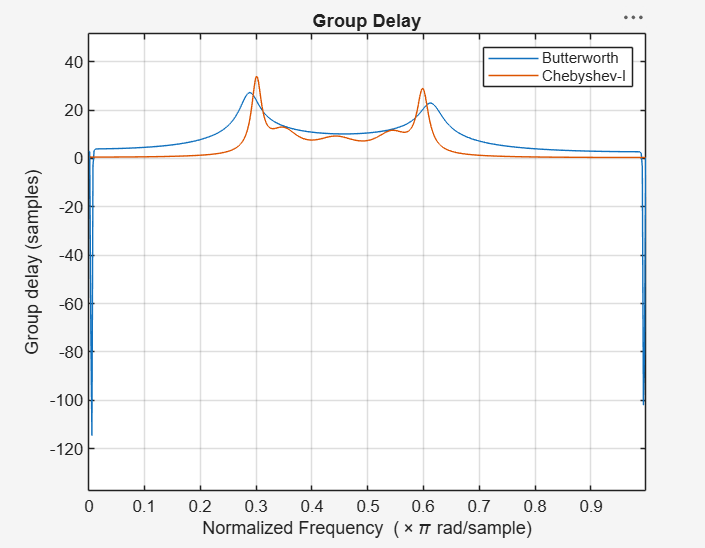 Group Delay
Butterworth
Chebyshev-I
40
20
0
-20
-40
-60
-80
-100
-120
Group delay (samples)
0 0.1 0.2 0.3 0.4 0.5 0.6 0.7 0.8 0.9
Normalized Frequency ( × π rad/sample)